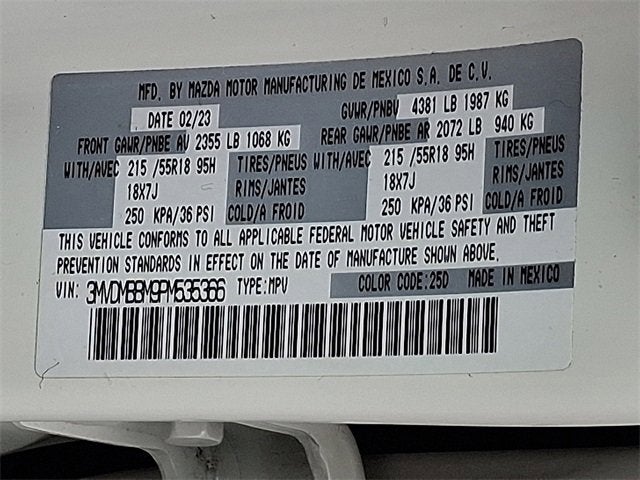 MFD. BY MAZDA MOTOR MANUFACTURING DE MEXICO S.A. DE C.V.
DATE 02/23 GVWR/PNBV 4381 LB 1987 KG
FRONT GAWR/PNBE AV 2355 LB 1068 KG REAR GAWR/PNBE AR 2072 LB 940 KG
WITH/AVEC 215 /55R18 95H TIRES/PNEUS WITH/AVEC 215 /55R18 95H TIRES/PNEUS
18X7J RIMS/JANTES 18X7J RIMS/JANTES
250 KPA/36 PSI COLD/A FROID 250 KPA/36 PSI COLD/A FROID
THIS VEHICLE CONFORMS TO ALL APPLICABLE FEDERAL MOTOR VEHICLE SAFETY AND THEFT
PREVENTION STANDARDS IN EFFECT ON THE DATE OF MANUFACTURE SHOWN ABOVE.
VIN: 3MVDMBBM9PM535366 TYPE:MPV COLOR CODE:25D MADE IN MEXICO